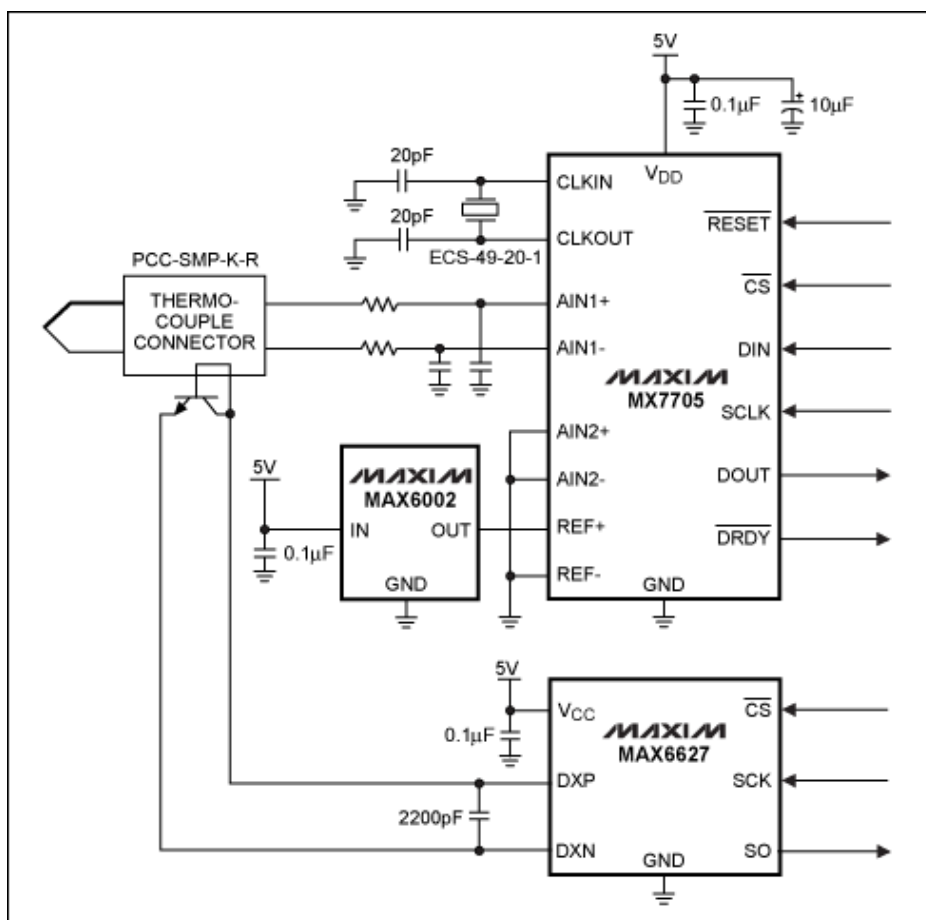 5V
0.1µF
10µF
20pF
20pF
ECS-49-20-1
CLKIN
CLKOUT
AIN1+
AIN1-
AIN2+
AIN2-
REF+
REF-
VDD
MAXIM
MX7705
GND
RESET
CS
DIN
SCLK
DOUT
DRDY
PCC-SMP-K-R
THERMO-
COUPLE
CONNECTOR
5V
0.1µF
MAXIM
MAX6002
IN
OUT
GND
5V
0.1µF
2200pF
VCC
DXP
DXN
MAXIM
MAX6627
GND
CS
SCK
SO